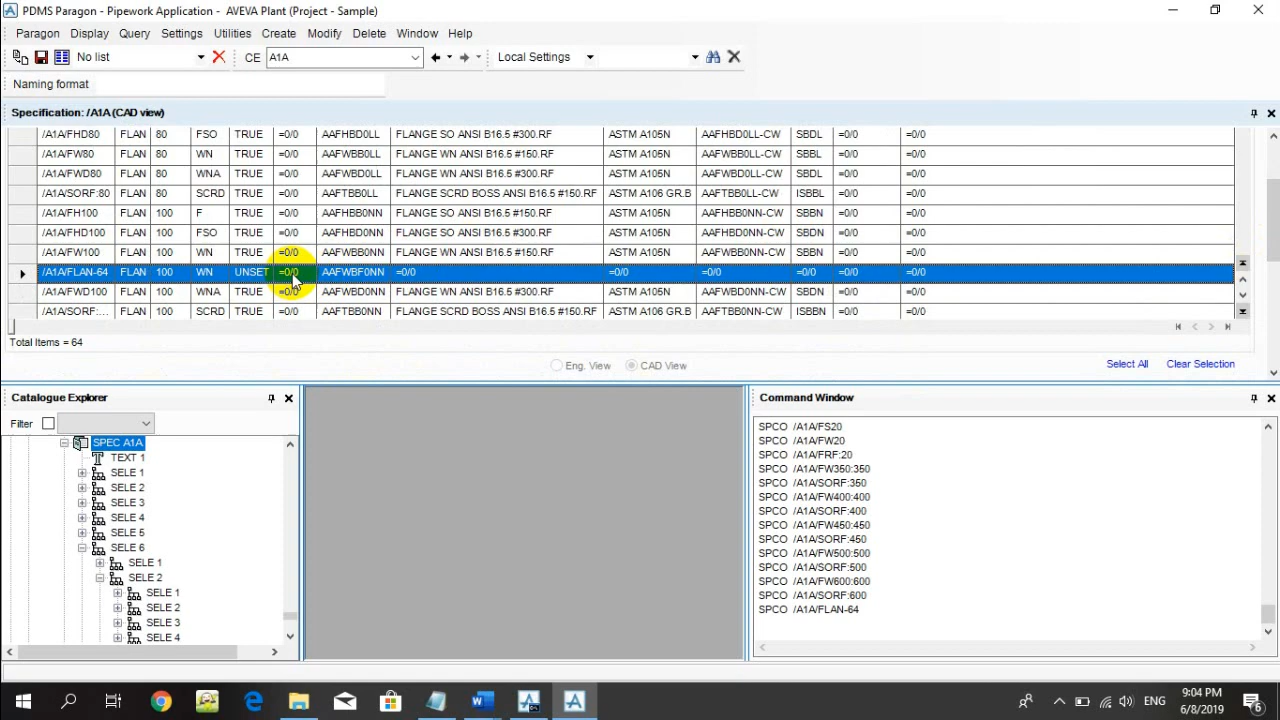 PDMS Paragon - Pipework Application - AVEVA Plant (Project - Sample)
Paragon Display Query Settings Utilities Create Modify Delete Window Help
No list CE A1A Local Settings
Naming format
Specification: /A1A (CAD view)
/A1A/FHD80 FLAN 80 FSO TRUE =0/0 AAFHBD0LL FLANGE SO ANSI B16.5 #300.RF ASTM A105N AAFHBD0LL-CW SBDL =0/0 =0/0
/A1A/FW80 FLAN 80 WN TRUE =0/0 AAFWBB0LL FLANGE WN ANSI B16.5 #150.RF ASTM A105N AAFWBB0LL-CW SBBL =0/0 =0/0
/A1A/FWD80 FLAN 80 WNA TRUE =0/0 AAFWBD0LL FLANGE WN ANSI B16.5 #300.RF ASTM A105N AAFWBD0LL-CW SBDL =0/0 =0/0
/A1A/SORF:80 FLAN 80 SCRD TRUE =0/0 AAFTBB0LL FLANGE SCRD BOSS ANSI B16.5 #150.RF ASTM A106 GR.B AAFTBB0LL-CW ISBBL =0/0 =0/0
/A1A/FH100 FLAN 100 F TRUE =0/0 AAFHBB0NN FLANGE SO ANSI B16.5 #150.RF ASTM A105N AAFHBB0NN-CW SBBN =0/0 =0/0
/A1A/FHD100 FLAN 100 FSO TRUE =0/0 AAFHBD0NN FLANGE SO ANSI B16.5 #300.RF ASTM A105N AAFHBD0NN-CW SBDN =0/0 =0/0
/A1A/FW100 FLAN 100 WN TRUE =0/0 AAFWBB0NN FLANGE WN ANSI B16.5 #150.RF ASTM A105N AAFWBB0NN-CW SBBN =0/0 =0/0
/A1A/FLAN-64 FLAN 100 WN UNSET =0/0 AAFWBF0NN =0/0 =0/0 =0/0 =0/0 =0/0 =0/0
/A1A/FWD100 FLAN 100 WNA TRUE =0/0 AAFWBD0NN FLANGE WN ANSI B16.5 #300.RF ASTM A105N AAFWBD0NN-CW SBDN =0/0 =0/0
/A1A/SORF:... FLAN 100 SCRD TRUE =0/0 AAFTBB0NN FLANGE SCRD BOSS ANSI B16.5 #150.RF ASTM A106 GR.B AAFTBB0NN-CW ISBBN =0/0 =0/0
Total Items = 64
Eng. View CAD View Select All Clear Selection
Catalogue Explorer
Filter
SPEC A1A
TEXT 1
SELE 1
SELE 2
SELE 3
SELE 4
SELE 5
SELE 6
SELE 1
SELE 2
SELE 1
SELE 2
SELE 3
SELE 4
Command Window
SPCO /A1A/FS20
SPCO /A1A/FW20
SPCO /A1A/FRF:20
SPCO /A1A/FW350:350
SPCO /A1A/SORF:350
SPCO /A1A/FW400:400
SPCO /A1A/SORF:400
SPCO /A1A/FW450:450
SPCO /A1A/SORF:450
SPCO /A1A/FW500:500
SPCO /A1A/SORF:500
SPCO /A1A/FW600:600
SPCO /A1A/SORF:600
SPCO /A1A/FLAN-64
ENG
9:04 PM
6/8/2019
6